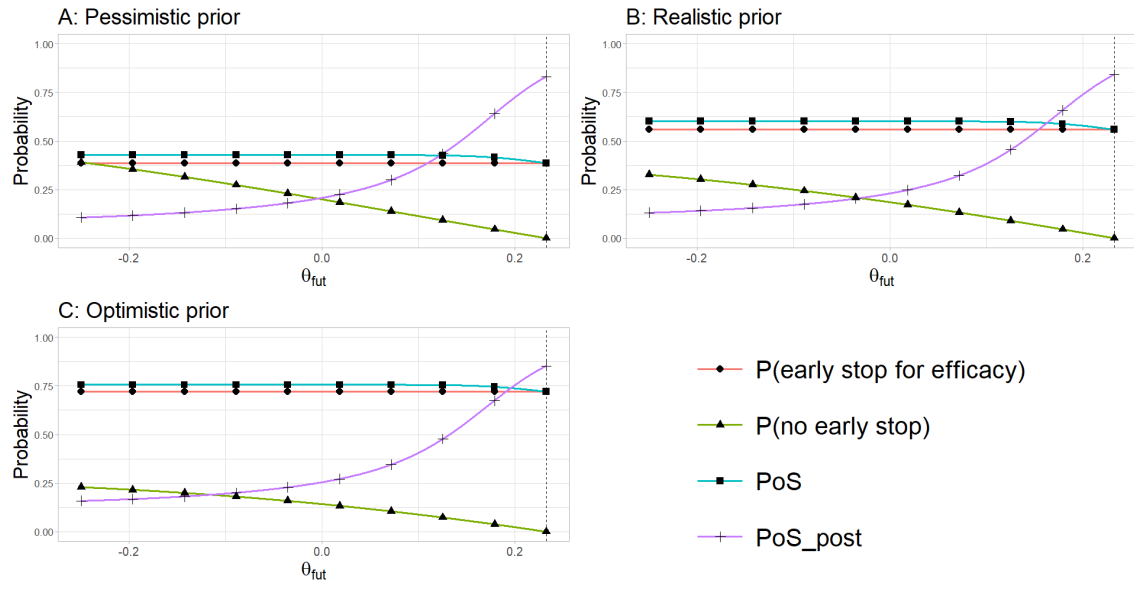 A: Pessimistic prior
1.00
0.75
0.50
0.25
0.00
Probability
-0.2
0.0
0.2
θfut
B: Realistic prior
1.00
0.75
0.50
0.25
0.00
Probability
-0.2
0.0
0.2
θfut
C: Optimistic prior
1.00
0.75
0.50
0.25
0.00
Probability
-0.2
0.0
0.2
θfut
P(early stop for efficacy)
P(no early stop)
PoS
PoS_post